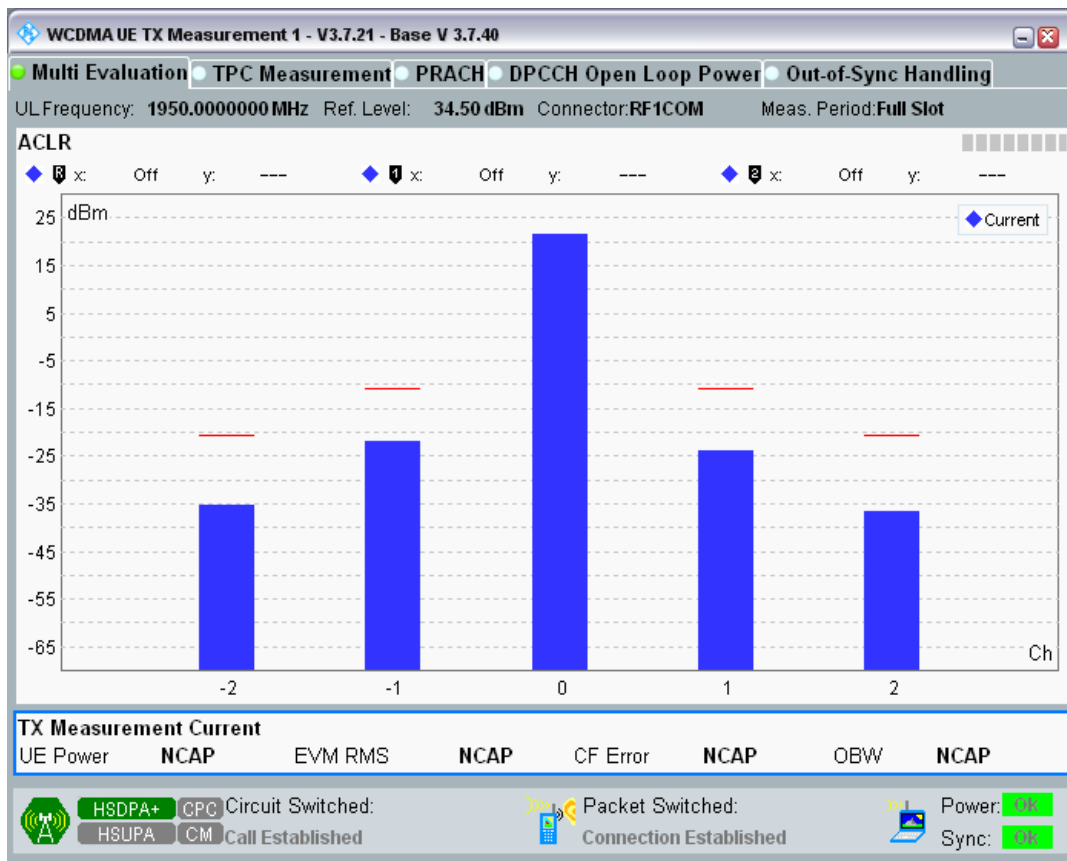 WCDMA UE TX Measurement 1 - V3.7.21 - Base V 3.7.40
Multi Evaluation TPC Measurement PRACH DPCCH Open Loop Power Out-of-Sync Handling
UL Frequency: 1950.0000000 MHz Ref. Level: 34.50 dBm Connector:RF1COM Meas. Period:Full Slot
ACLR
R x: Off y: --- 1 x: Off y: --- 2 x: Off y: ---
dBm
Current
25
15
5
-5
-15
-25
-35
-45
-55
-65
Ch
-2 -1 0 1 2
TX Measurement Current
UE Power NCAP EVM RMS NCAP CF Error NCAP OBW NCAP
HSDPA+ CPC Circuit Switched: Packet Switched: Power: Ok
HSUPA CM Call Established Connection Established Sync: Ok